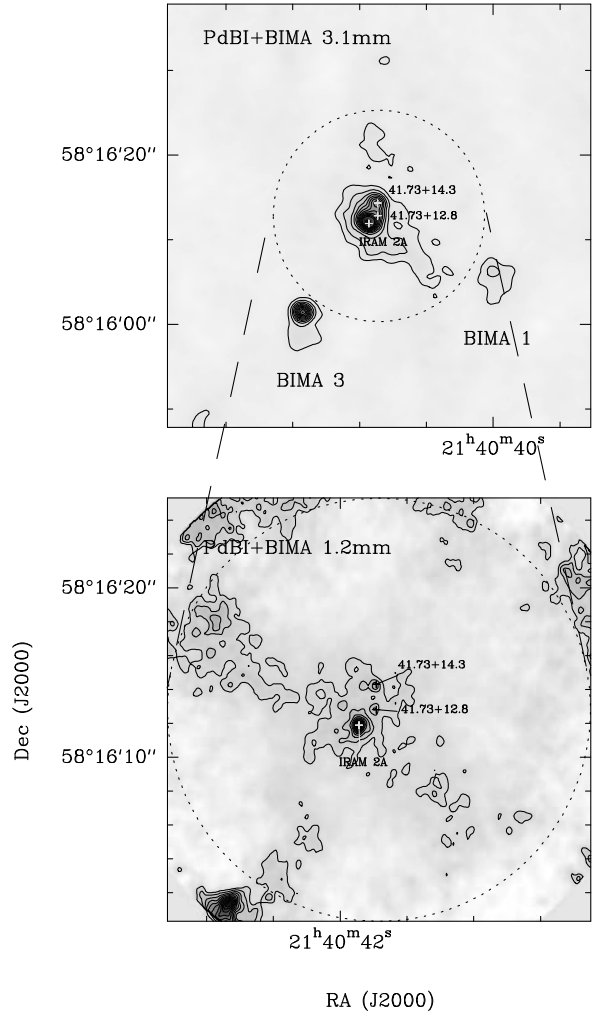 PdBI+BIMA 3.1mm
58°16'20''
41.73+14.3
41.73+12.8
IRAM 2A
58°16'00''
BIMA 1
BIMA 3
21h40m40s
PdBI+BIMA 1.2mm
58°16'20''
41.73+14.3
41.73+12.8
IRAM 2A
58°16'10''
Dec (J2000)
21h40m42s
RA (J2000)